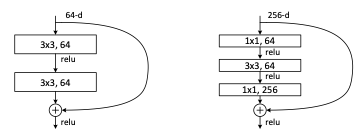 64-d
3x3, 64
relu
3x3, 64
relu
256-d
1x1, 64
relu
3x3, 64
relu
1x1, 256
relu